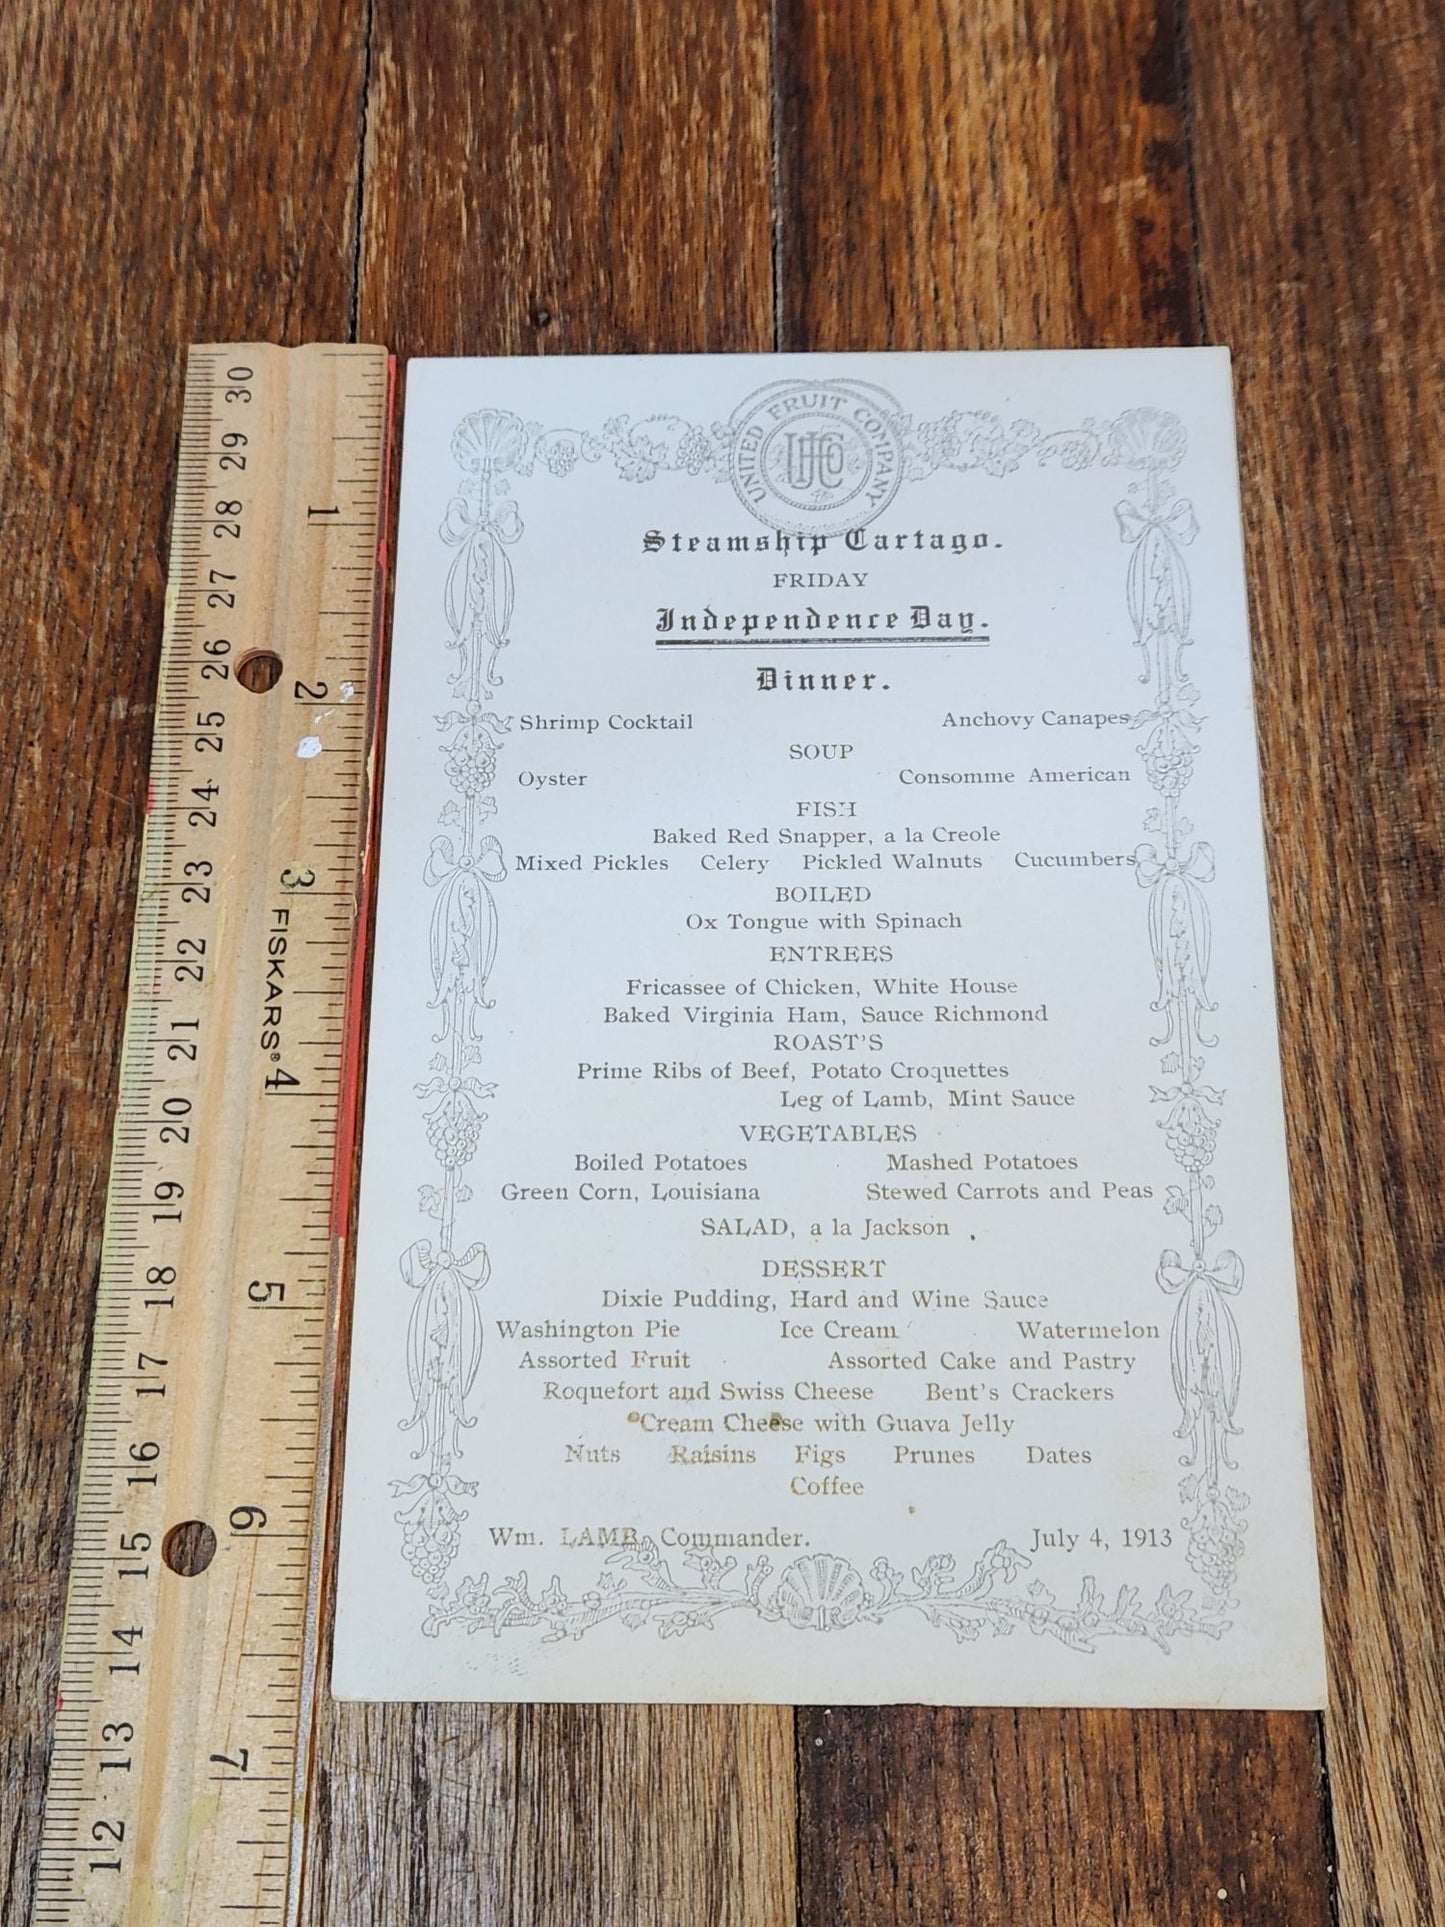 UNITED FRUIT COMPANY
UFCo
Steamship Cartago.
FRIDAY
Independence Day.
Dinner.
Shrimp Cocktail Anchovy Canapes
SOUP
Oyster Consomme American
FISH
Baked Red Snapper, a la Creole
Mixed Pickles Celery Pickled Walnuts Cucumbers
BOILED
Ox Tongue with Spinach
ENTREES
Fricassee of Chicken, White House
Baked Virginia Ham, Sauce Richmond
ROAST'S
Prime Ribs of Beef, Potato Croquettes
Leg of Lamb, Mint Sauce
VEGETABLES
Boiled Potatoes Mashed Potatoes
Green Corn, Louisiana Stewed Carrots and Peas
SALAD, a la Jackson
DESSERT
Dixie Pudding, Hard and Wine Sauce
Washington Pie Ice Cream Watermelon
Assorted Fruit Assorted Cake and Pastry
Roquefort and Swiss Cheese Bent's Crackers
Cream Cheese with Guava Jelly
Nuts Raisins Figs Prunes Dates
Coffee
Wm. LAMB, Commander. July 4, 1913
30 29 28 27 26 25 24 23 22 21 20 19 18 17 16 15 14 13 12
1 2 3 4 5 6 7
FISKARS®